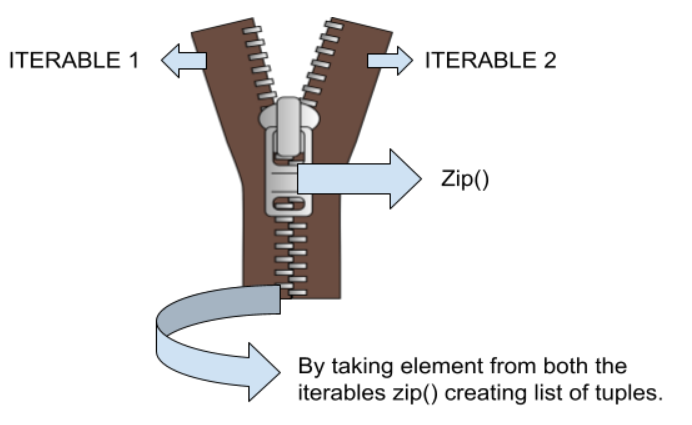 ITERABLE 1
ITERABLE 2
Zip()
By taking element from both the
iterables zip() creating list of tuples.